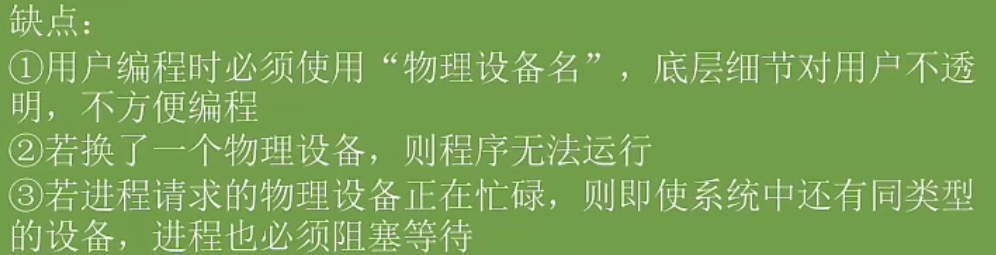 缺点：
①用户编程时必须使用“物理设备名”，底层细节对用户不透
明，不方便编程
②若换了一个物理设备，则程序无法运行
③若进程请求的物理设备正在忙碌，则即使系统中还有同类型
的设备，进程也必须阻塞等待